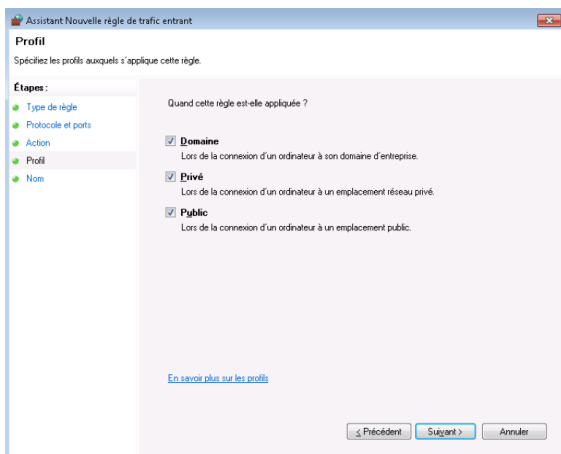 Assistant Nouvelle règle de trafic entrant
Profil
Spécifiez les profils auxquels s'applique cette règle.
Étapes :
Type de règle
Protocole et ports
Action
Profil
Nom
Quand cette règle est-elle appliquée ?
Domaine
Lors de la connexion d'un ordinateur à son domaine d'entreprise.
Privé
Lors de la connexion d'un ordinateur à un emplacement réseau privé.
Public
Lors de la connexion d'un ordinateur à un emplacement public.
En savoir plus sur les profils
< Précédent
Suivant >
Annuler